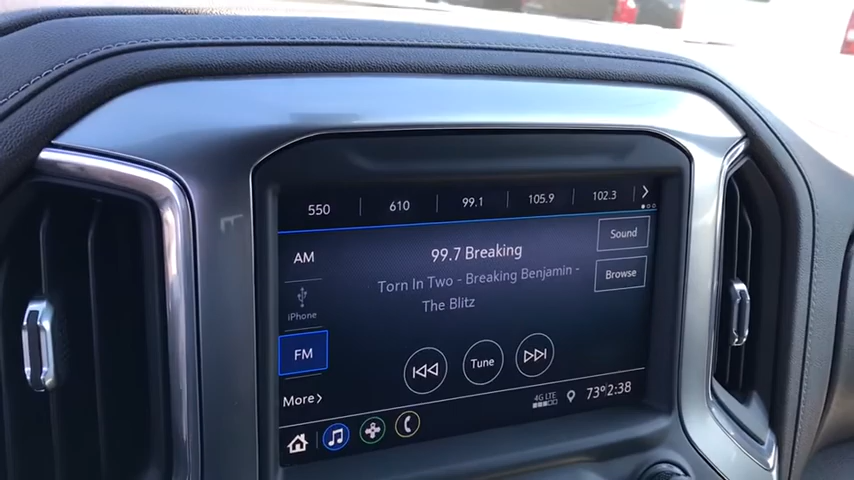 550 610 99.1 105.9 102.3 >
AM
99.7 Breaking
Sound
Torn In Two - Breaking Benjamin -
The Blitz
Browse
iPhone
FM
Tune
More >
4G LTE
73° 2:38